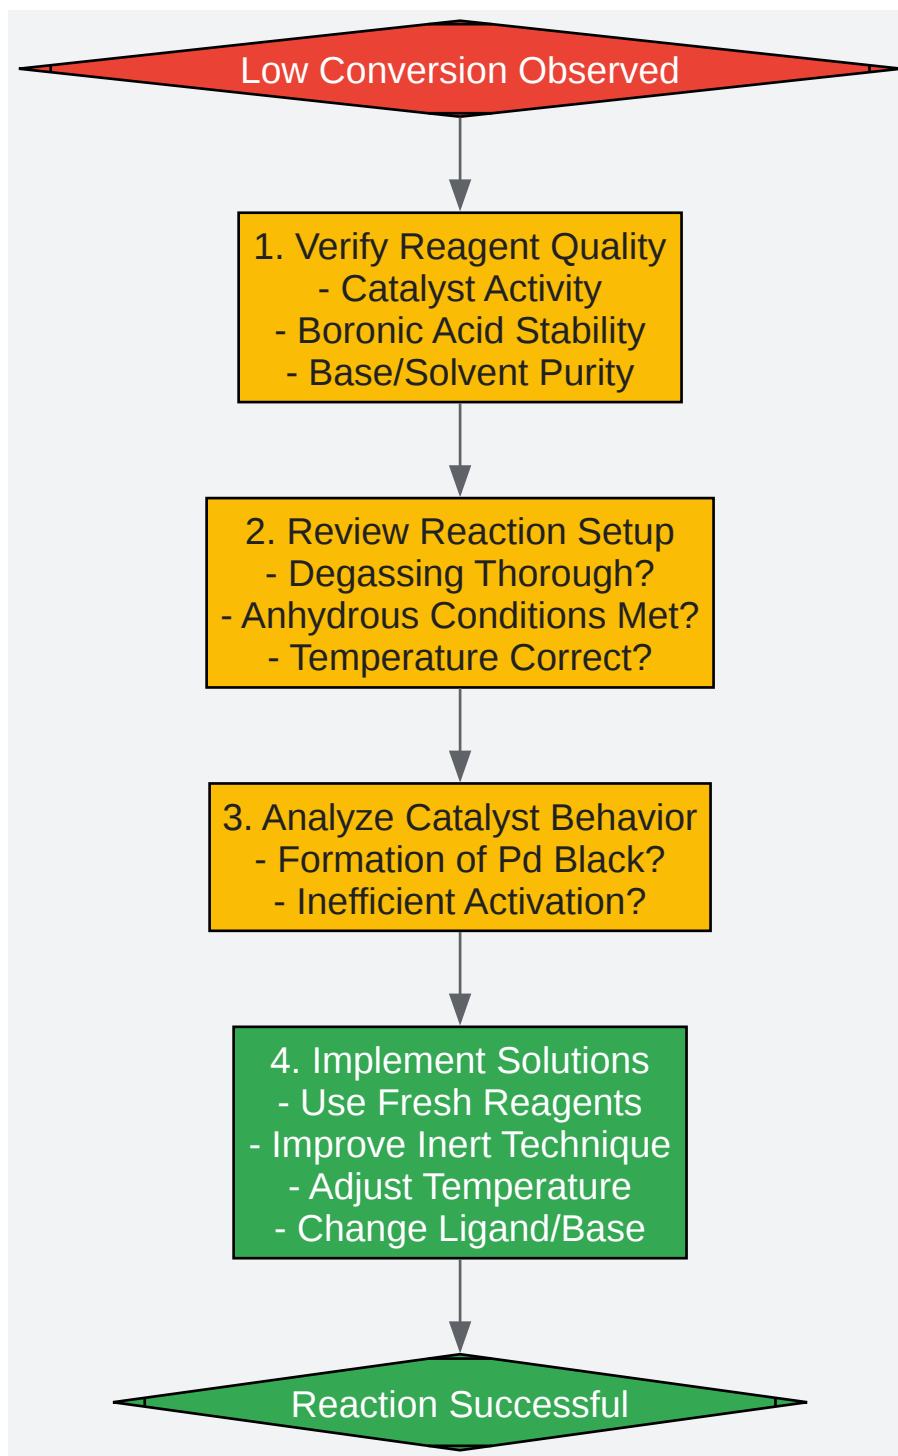 Low Conversion Observed
1. Verify Reagent Quality
- Catalyst Activity
- Boronic Acid Stability
- Base/Solvent Purity
2. Review Reaction Setup
- Degassing Thorough?
- Anhydrous Conditions Met?
- Temperature Correct?
3. Analyze Catalyst Behavior
- Formation of Pd Black?
- Inefficient Activation?
4. Implement Solutions
- Use Fresh Reagents
- Improve Inert Technique
- Adjust Temperature
- Change Ligand/Base
Reaction Successful